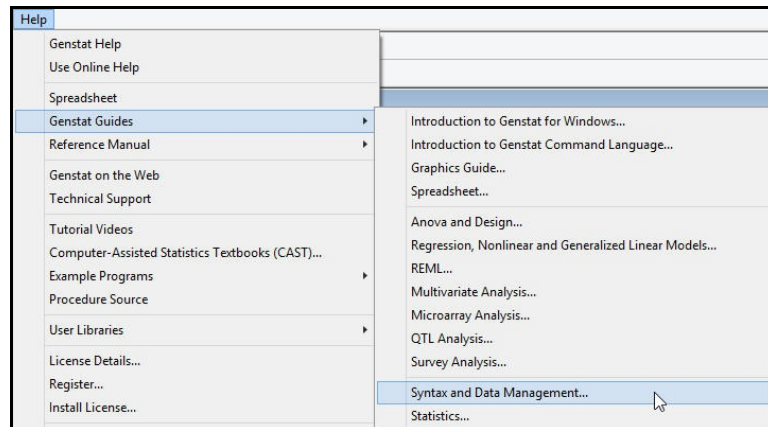 Help
Genstat Help
Use Online Help
Spreadsheet
Genstat Guides
Reference Manual
Genstat on the Web
Technical Support
Tutorial Videos
Computer-Assisted Statistics Textbooks (CAST)...
Example Programs
Procedure Source
User Libraries
License Details...
Register...
Install License...
Introduction to Genstat for Windows...
Introduction to Genstat Command Language...
Graphics Guide...
Spreadsheet...
Anova and Design...
Regression, Nonlinear and Generalized Linear Models...
REML...
Multivariate Analysis...
Microarray Analysis...
QTL Analysis...
Survey Analysis...
Syntax and Data Management...
Statistics...